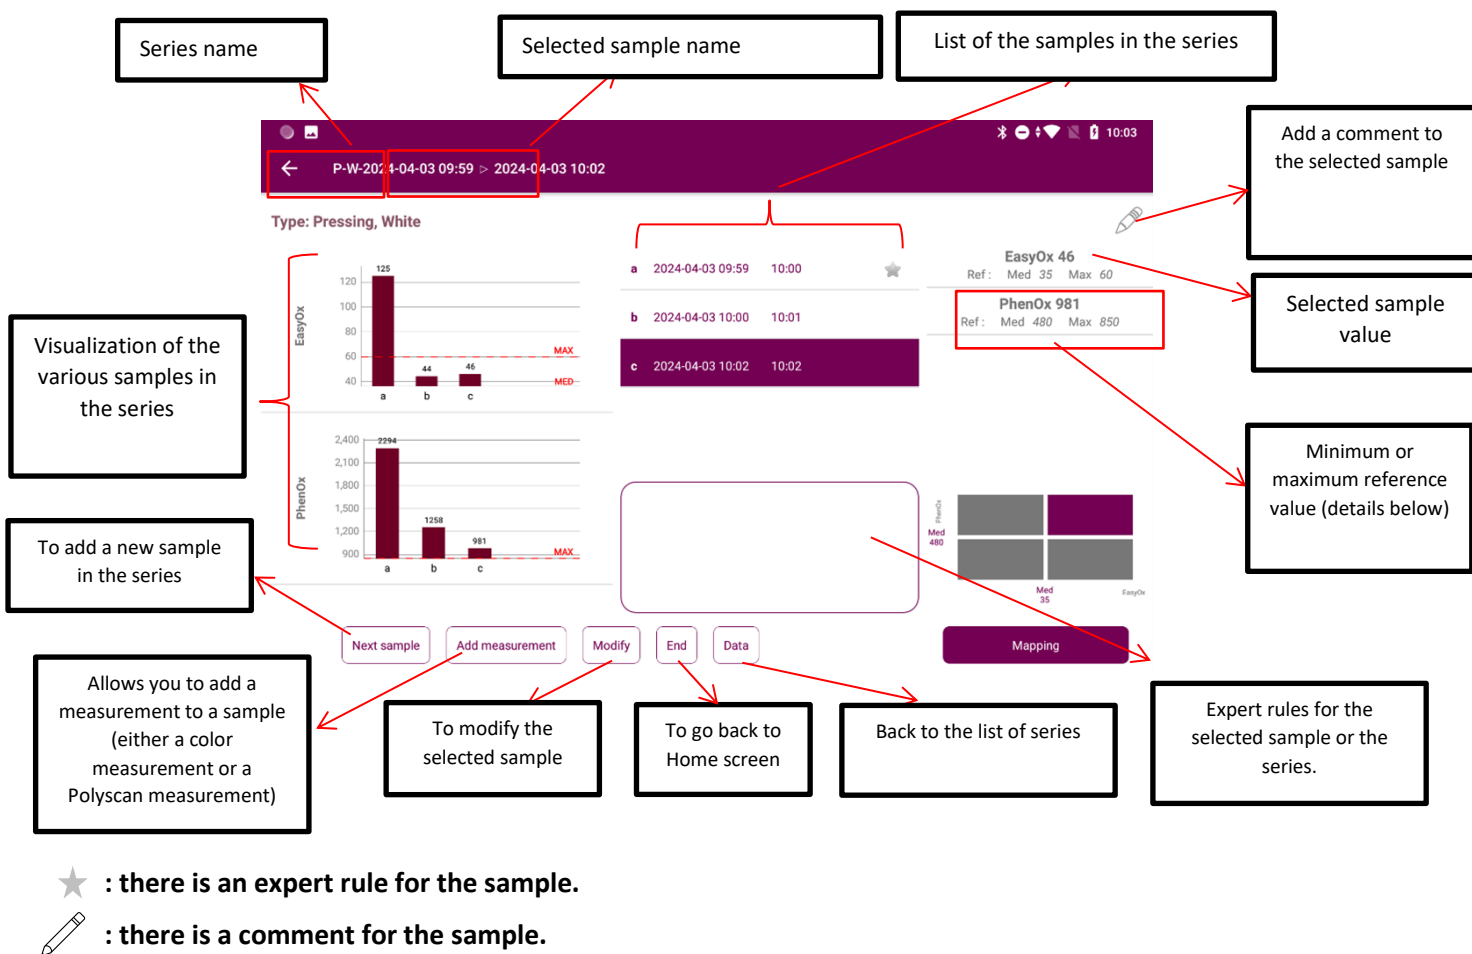 Series name
Selected sample name
List of the samples in the series
Add a comment to
the selected sample
10:03
P-W-2024-04-03 09:59 ▷ 2024-04-03 10:02
Type: Pressing, White
EasyOx
120
100
80
60
40
125
44
46
MAX
MED
a
b
c
PhenOx
2,400
2,100
1,800
1,500
1,200
900
2294
1258
981
MAX
a
b
c
a 2024-04-03 09:59 10:00
b 2024-04-03 10:00 10:01
c 2024-04-03 10:02 10:02
EasyOx 46
Ref : Med 35 Max 60
PhenOx 981
Ref : Med 480 Max 850
Selected sample
value
Visualization of the
various samples in
the series
Minimum or
maximum reference
value (details below)
PhenOx
Med
480
Med
35
EasyOx
To add a new sample
in the series
Next sample
Add measurement
Modify
End
Data
Mapping
Allows you to add a
measurement to a sample
(either a color
measurement or a
Polyscan measurement)
To modify the
selected sample
To go back to
Home screen
Back to the list of series
Expert rules for the
selected sample or the
series.
: there is an expert rule for the sample.
: there is a comment for the sample.